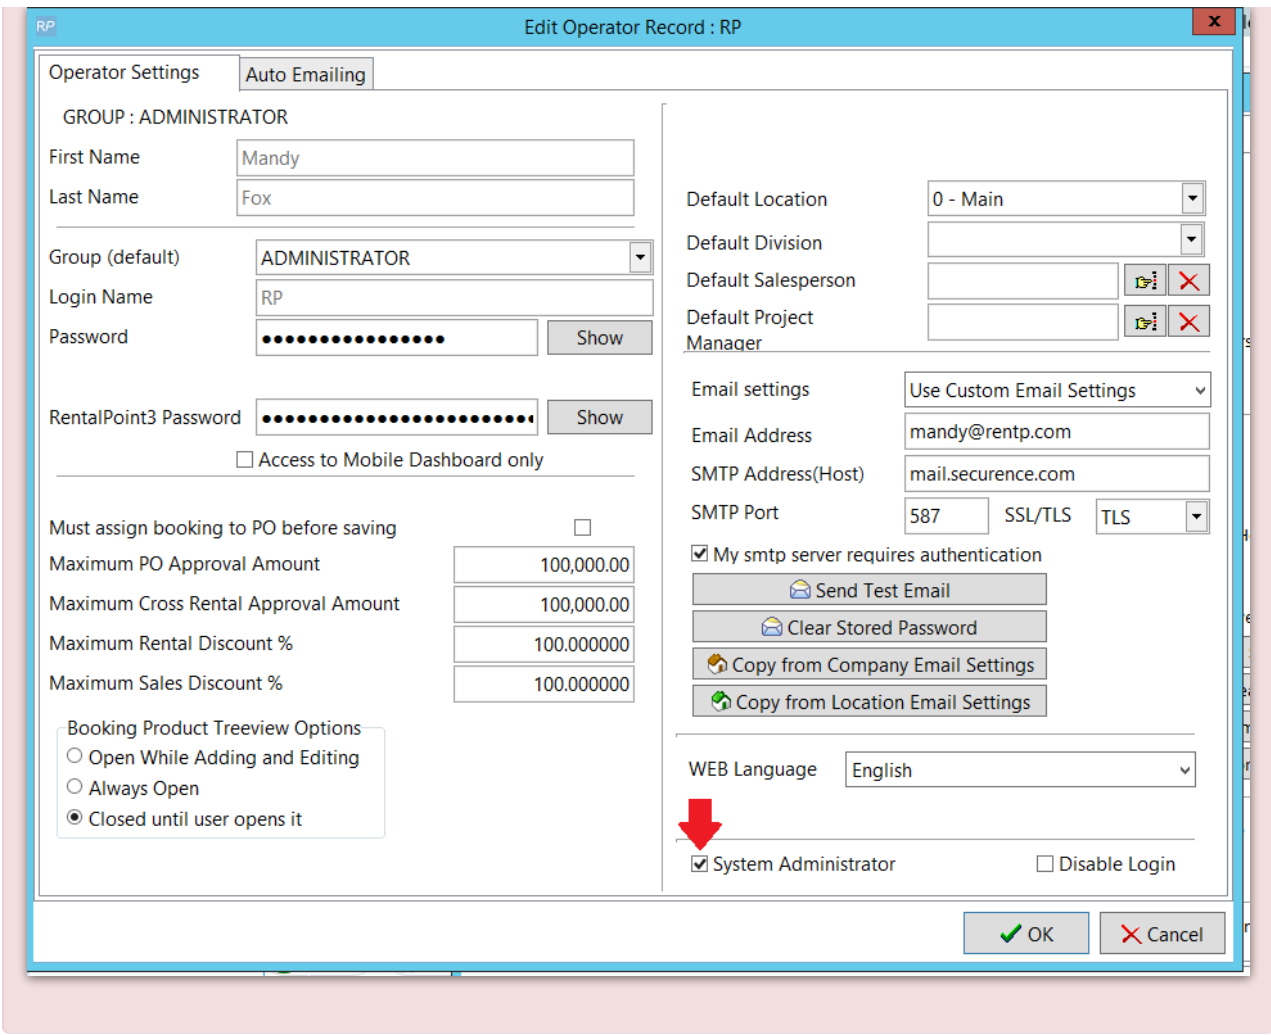 RP
Edit Operator Record : RP
x
Operator Settings
Auto Emailing
GROUP : ADMINISTRATOR
First Name
Mandy
Last Name
Fox
Group (default)
ADMINISTRATOR
Login Name
RP
Password
Show
RentalPoint3 Password
Show
Access to Mobile Dashboard only
Must assign booking to PO before saving
Maximum PO Approval Amount
100,000.00
Maximum Cross Rental Approval Amount
100,000.00
Maximum Rental Discount %
100.000000
Maximum Sales Discount %
100.000000
Booking Product Treeview Options
Open While Adding and Editing
Always Open
Closed until user opens it
Default Location
0 - Main
Default Division
Default Salesperson
Default Project
Manager
Email settings
Use Custom Email Settings
Email Address
mandy@rentp.com
SMTP Address(Host)
mail.securence.com
SMTP Port
587
SSL/TLS
TLS
My smtp server requires authentication
Send Test Email
Clear Stored Password
Copy from Company Email Settings
Copy from Location Email Settings
WEB Language
English
System Administrator
Disable Login
OK
Cancel